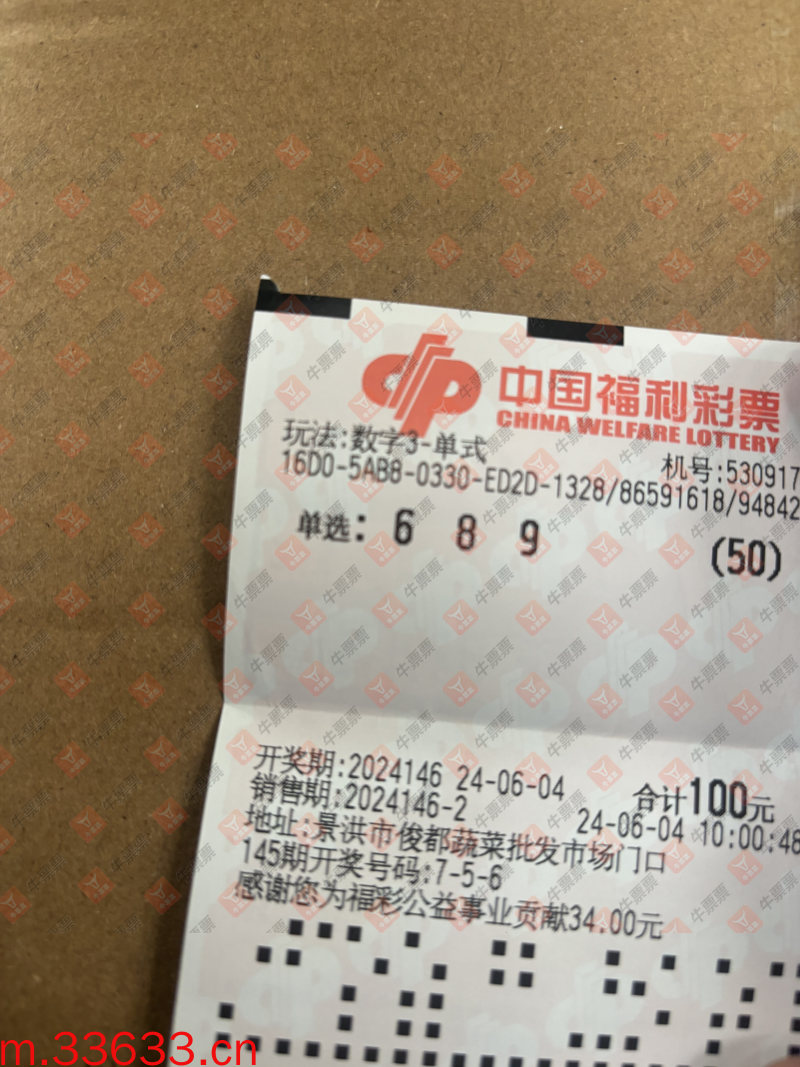 中国福利彩票
CHINA WELFARE LOTTERY
玩法:数字3-单式
机号:530917
16D0-5AB8-0330-ED2D-1328/86591618/94842
单选: 6 8 9
(50)
开奖期:2024146 24-06-04
合计100元
销售期:2024146-2
24-06-04 10:00:48
地址:景洪市俊都蔬菜批发市场门口
145期开奖号码:7-5-6
感谢您为福彩公益事业贡献34.00元
牛票票
m.33633.cn